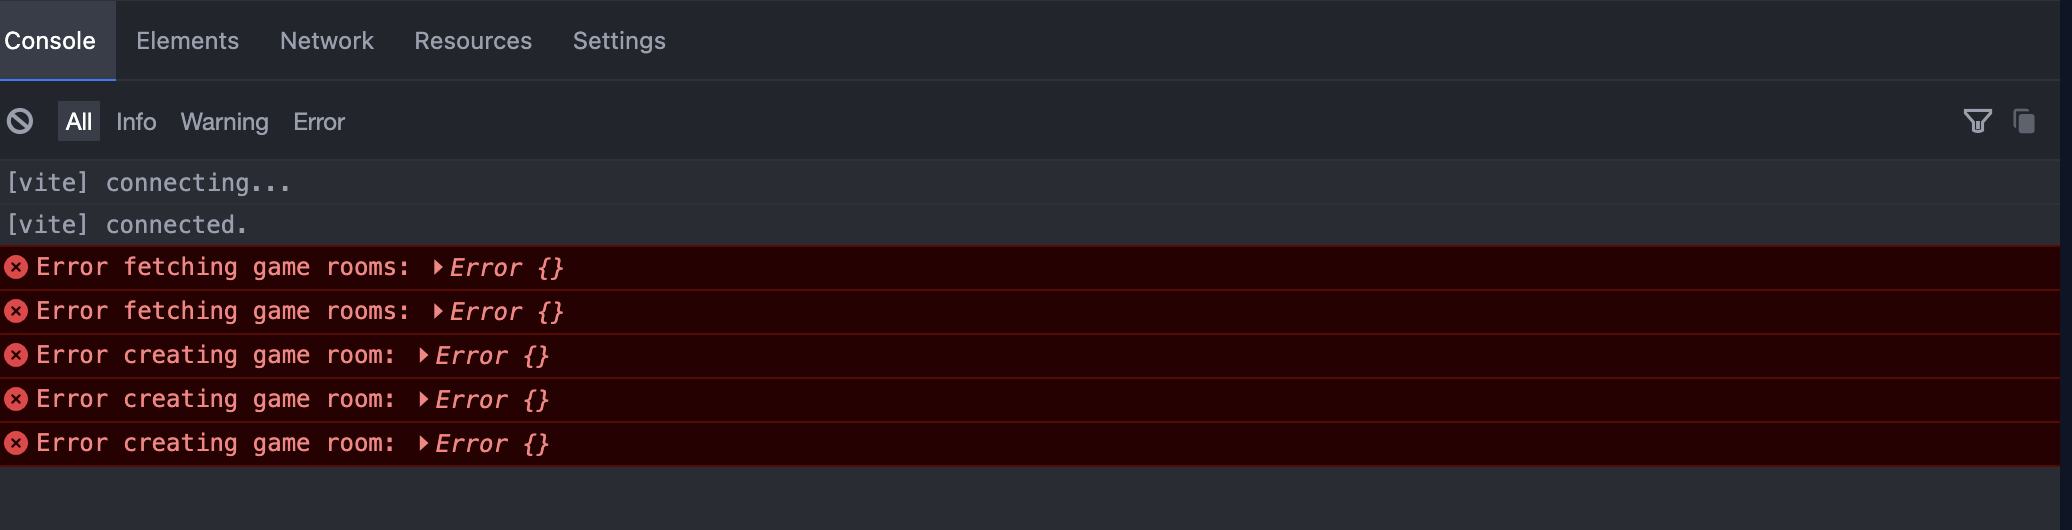 Console Elements Network Resources Settings
All Info Warning Error
[vite] connecting...
[vite] connected.
Error fetching game rooms: Error {}
Error fetching game rooms: Error {}
Error creating game room: Error {}
Error creating game room: Error {}
Error creating game room: Error {}